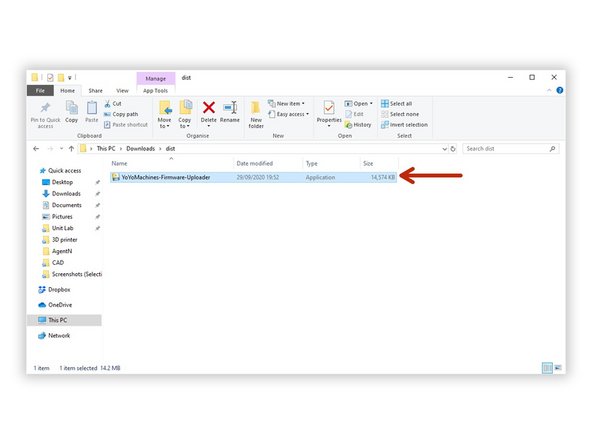 Manage dist
File Home Share View App Tools
Pin to Quick access
Copy
Paste
Cut
Copy path
Paste shortcut
Clipboard
Move to
Copy to
Delete
Rename
Organise
New folder
New item
Easy access
New
Properties
Open
Edit
History
Open
Select all
Select none
Invert selection
Select
This PC > Downloads > dist
Search dist
Name Date modified Type Size
YoYoMachines-Firmware-Uploader 29/09/2020 19:52 Application 14,574 KB
Quick access
Desktop
Downloads
Documents
Pictures
Unit Lab
3D printer
AgentN
CAD
Screenshots (Selecti
Dropbox
OneDrive
This PC
Network
1 item 1 item selected 14.2 MB